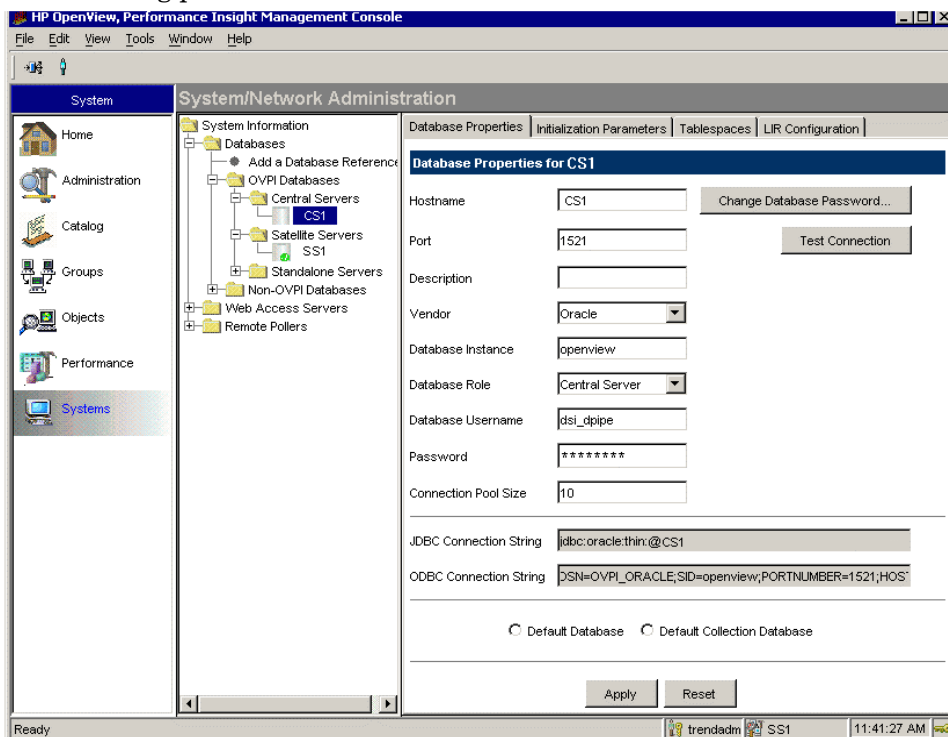 HP OpenView, Performance Insight Management Console
File Edit View Tools Window Help
System
System/Network Administration
Home
Administration
Catalog
Groups
Objects
Performance
Systems
System Information
Databases
Add a Database Reference
OVPI Databases
Central Servers
CS1
Satellite Servers
SS1
Standalone Servers
Non-OVPI Databases
Web Access Servers
Remote Pollers
Database Properties Initialization Parameters Tablespaces LIR Configuration
Database Properties for CS1
Hostname CS1 Change Database Password...
Port 1521 Test Connection
Description
Vendor Oracle
Database Instance openview
Database Role Central Server
Database Username dsi_dpipe
Password ********
Connection Pool Size 10
JDBC Connection String jdbc:oracle:thin:@CS1
ODBC Connection String DSN=OVPI_ORACLE;SID=openview;PORTNUMBER=1521;HOST
Default Database Default Collection Database
Apply Reset
Ready trendadm SS1 11:41:27 AM